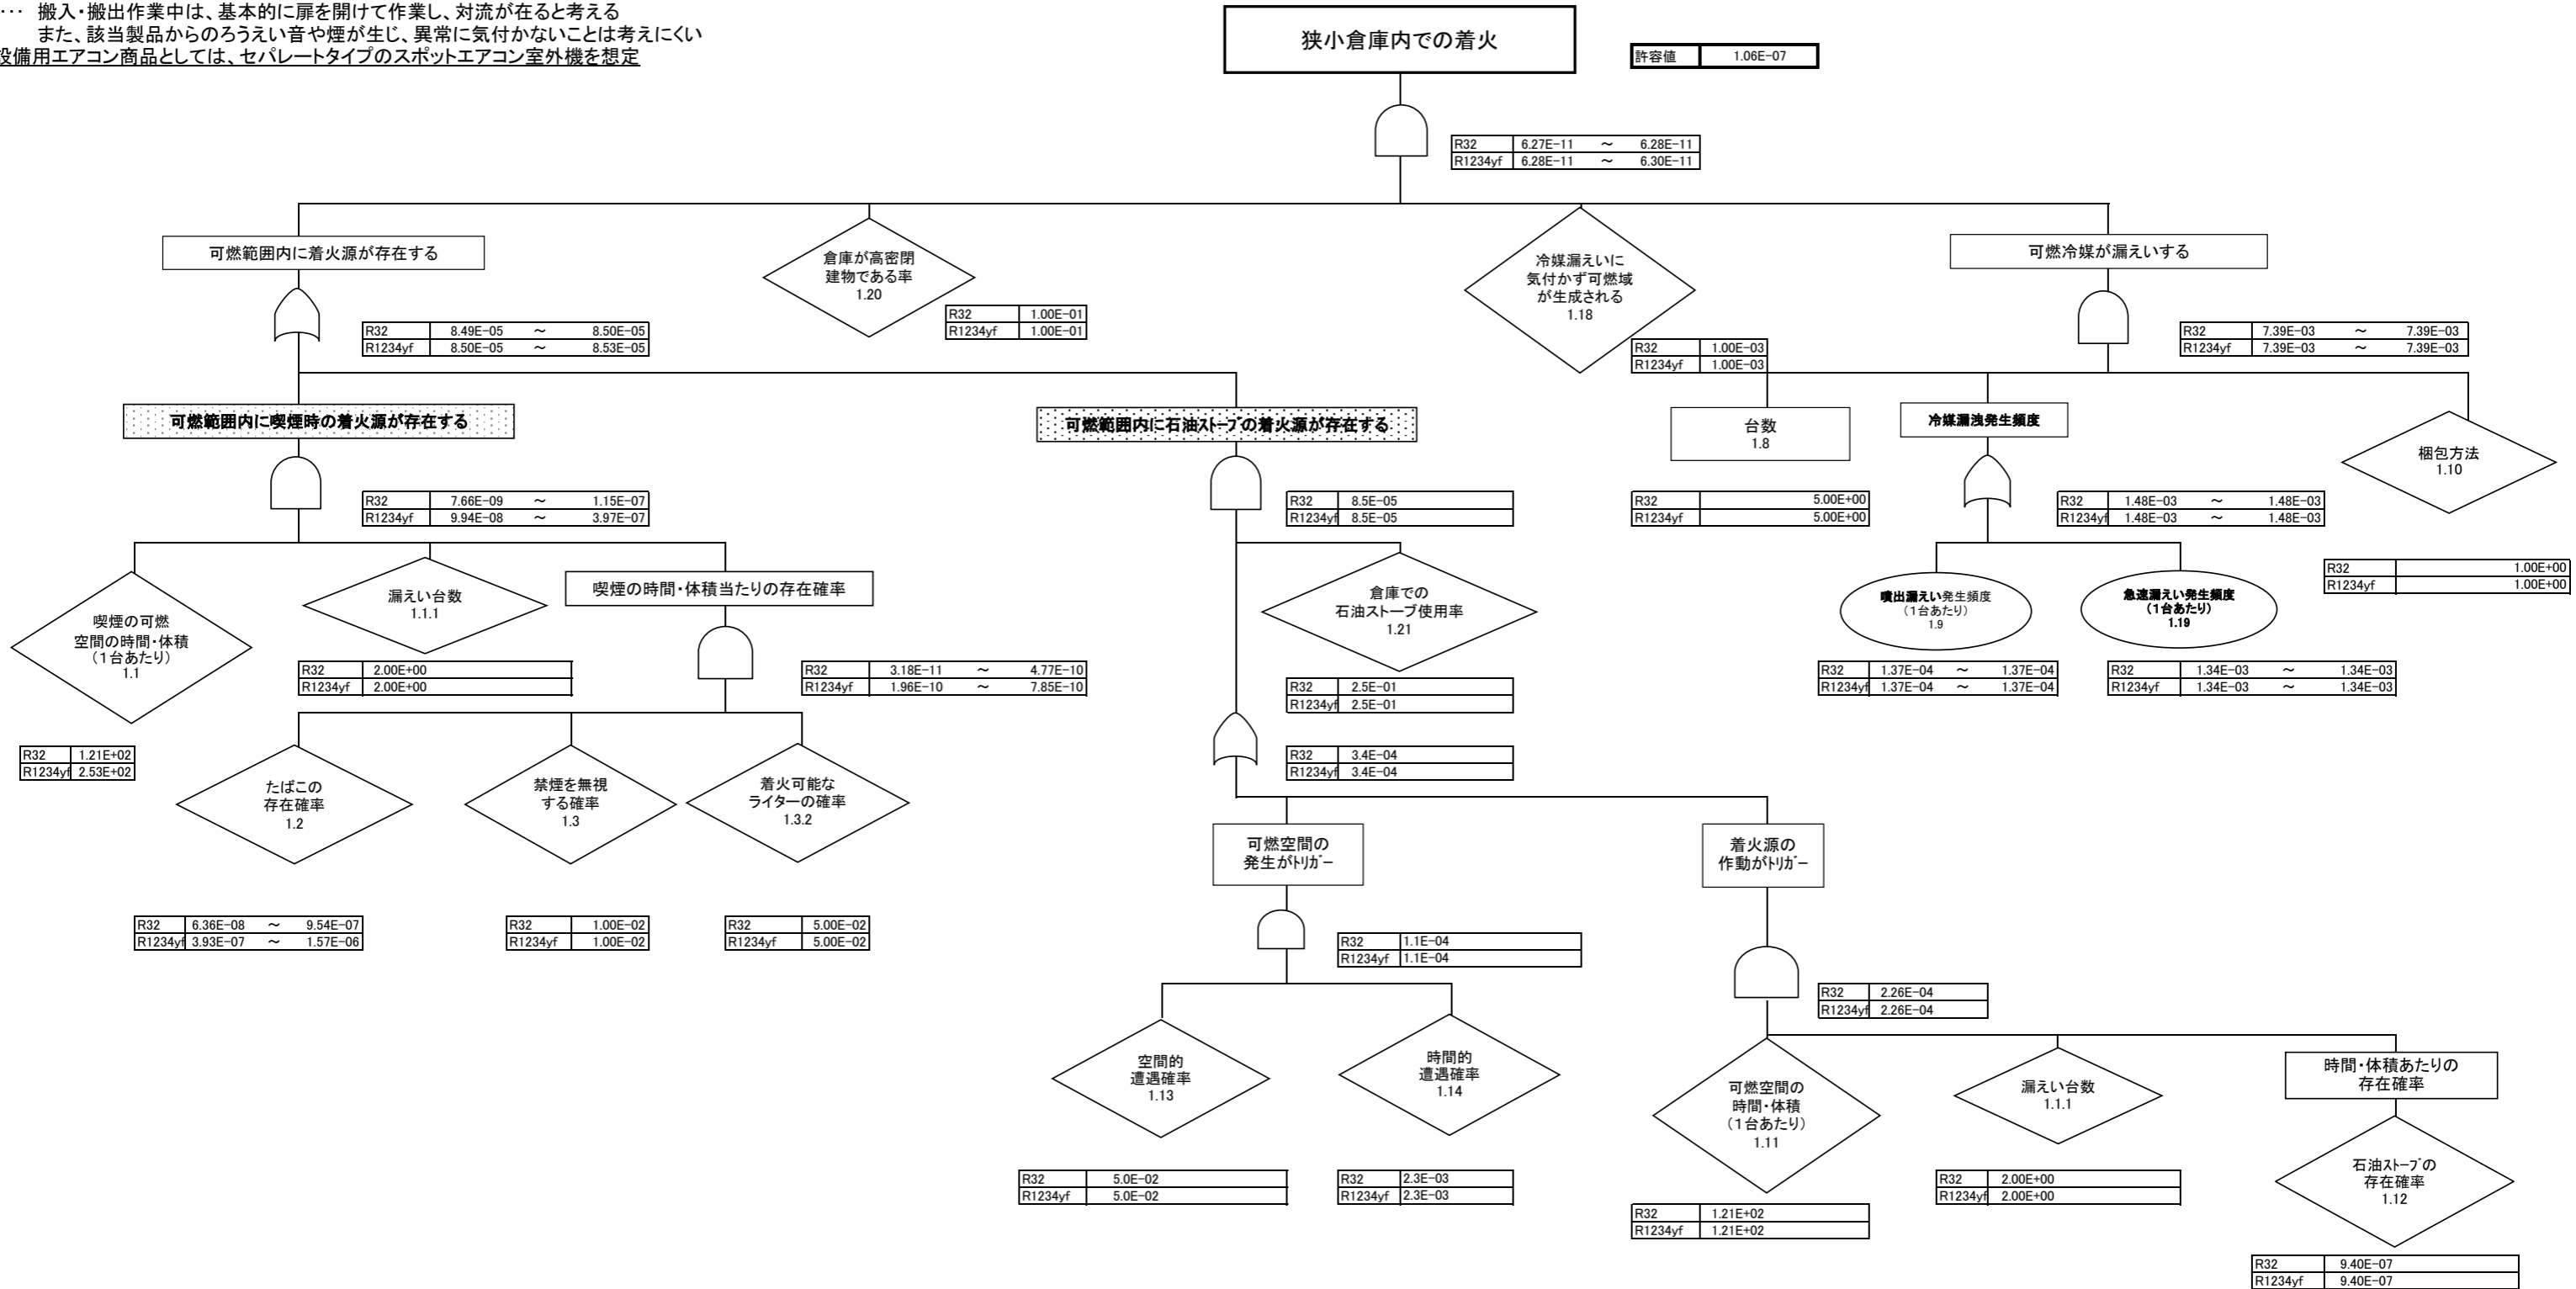 … 搬入・搬出作業中は、基本的に扉を開けて作業し、対流が在ると考える
また、該当製品からのろうえい音や煙が生じ、異常に気付かないことは考えにくい
設備用エアコン商品としては、セパレートタイプのスポットエアコン室外機を想定
狭小倉庫内での着火
許容値 1.06E-07
R32 6.27E-11 ～ 6.28E-11
R1234yf 6.28E-11 ～ 6.30E-11
可燃範囲内に着火源が存在する
倉庫が高密閉
建物である率
1.20
冷媒漏えいに
気付かず可燃域
が生成される
1.18
可燃冷媒が漏えいする
R32 8.49E-05 ～ 8.50E-05
R1234yf 8.50E-05 ～ 8.53E-05
R32 1.00E-01
R1234yf 1.00E-01
R32 1.00E-03
R1234yf 1.00E-03
R32 7.39E-03 ～ 7.39E-03
R1234yf 7.39E-03 ～ 7.39E-03
可燃範囲内に喫煙時の着火源が存在する
可燃範囲内に石油ストーブの着火源が存在する
台数
1.8
冷媒漏洩発生頻度
梱包方法
1.10
R32 7.66E-09 ～ 1.15E-07
R1234yf 9.94E-08 ～ 3.97E-07
R32 8.5E-05
R1234yf 8.5E-05
R32 5.00E+00
R1234yf 5.00E+00
R32 1.48E-03 ～ 1.48E-03
R1234yf 1.48E-03 ～ 1.48E-03
R32 1.00E+00
R1234yf 1.00E+00
喫煙の可燃
空間の時間・体積
（1台あたり）
1.1
漏えい台数
1.1.1
喫煙の時間・体積当たりの存在確率
倉庫での
石油ストーブ使用率
1.21
噴出漏えい発生頻度
（1台あたり）
1.9
急速漏えい発生頻度
（1台あたり）
1.19
R32 2.00E+00
R1234yf 2.00E+00
R32 3.18E-11 ～ 4.77E-10
R1234yf 1.96E-10 ～ 7.85E-10
R32 2.5E-01
R1234yf 2.5E-01
R32 1.37E-04 ～ 1.37E-04
R1234yf 1.37E-04 ～ 1.37E-04
R32 1.34E-03 ～ 1.34E-03
R1234yf 1.34E-03 ～ 1.34E-03
R32 1.21E+02
R1234yf 2.53E+02
R32 3.4E-04
R1234yf 3.4E-04
たばこの
存在確率
1.2
禁煙を無視
する確率
1.3
着火可能な
ライターの確率
1.3.2
可燃空間の
発生がトリガー
着火源の
作動がトリガー
R32 6.36E-08 ～ 9.54E-07
R1234yf 3.93E-07 ～ 1.57E-06
R32 1.00E-02
R1234yf 1.00E-02
R32 5.00E-02
R1234yf 5.00E-02
R32 1.1E-04
R1234yf 1.1E-04
R32 2.26E-04
R1234yf 2.26E-04
空間的
遭遇確率
1.13
時間的
遭遇確率
1.14
可燃空間の
時間・体積
（1台あたり）
1.11
漏えい台数
1.1.1
時間・体積あたりの
存在確率
石油ストーブの
存在確率
1.12
R32 5.0E-02
R1234yf 5.0E-02
R32 2.3E-03
R1234yf 2.3E-03
R32 1.21E+02
R1234yf 1.21E+02
R32 2.00E+00
R1234yf 2.00E+00
R32 9.40E-07
R1234yf 9.40E-07